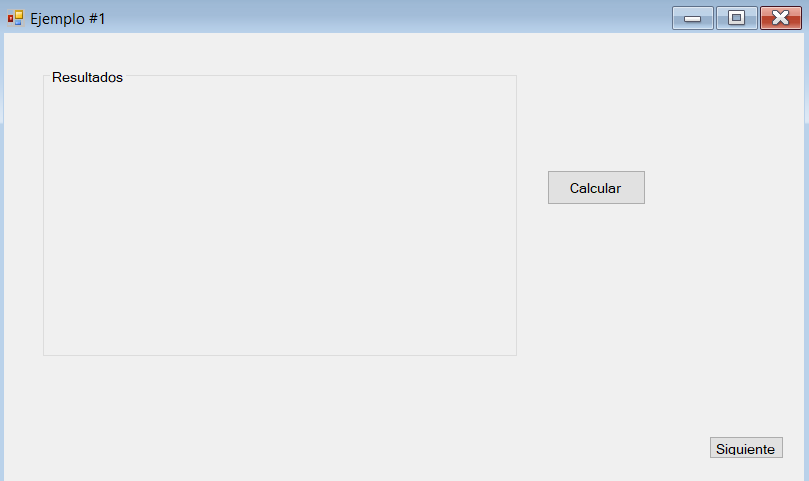 Ejemplo #1
Resultados
Calcular
Siguiente